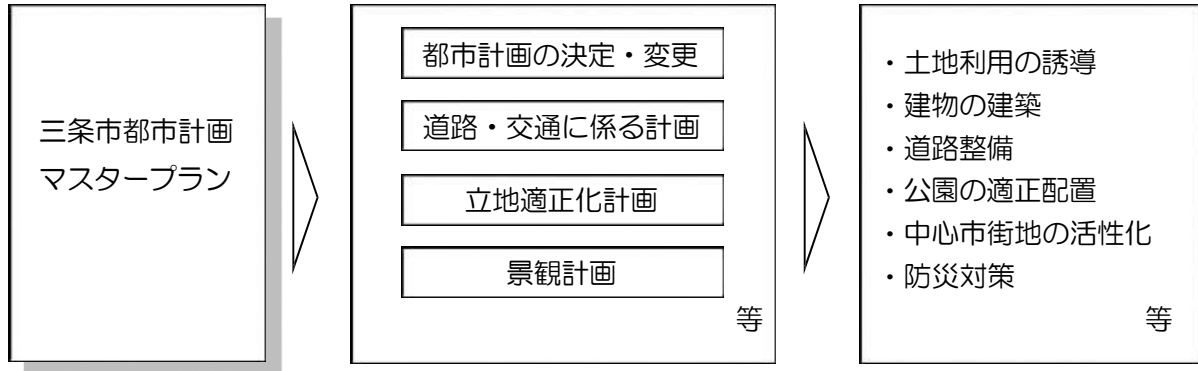 三条市都市計画
マスタープラン
都市計画の決定・変更
道路・交通に係る計画
立地適正化計画
景観計画
等
・土地利用の誘導
・建物の建築
・道路整備
・公園の適正配置
・中心市街地の活性化
・防災対策
等